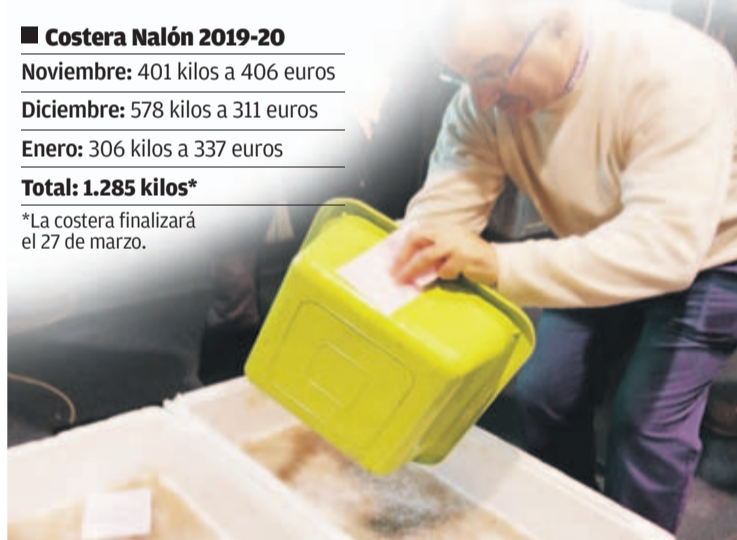 Costera Nalón 2019-20
Noviembre: 401 kilos a 406 euros
Diciembre: 578 kilos a 311 euros
Enero: 306 kilos a 337 euros
Total: 1.285 kilos*
*La costera finalizará
el 27 de marzo.